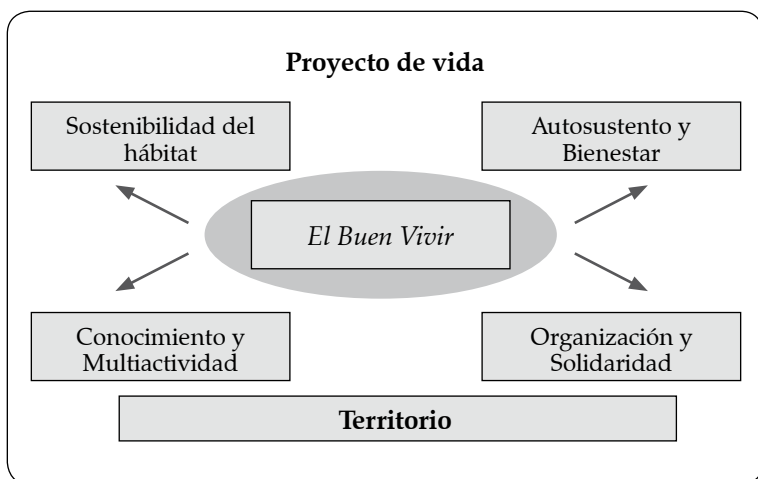 Proyecto de vida
Sostenibilidad del
hábitat
Autosustento y
Bienestar
El Buen Vivir
Conocimiento y
Multiactividad
Organización y
Solidaridad
Territorio